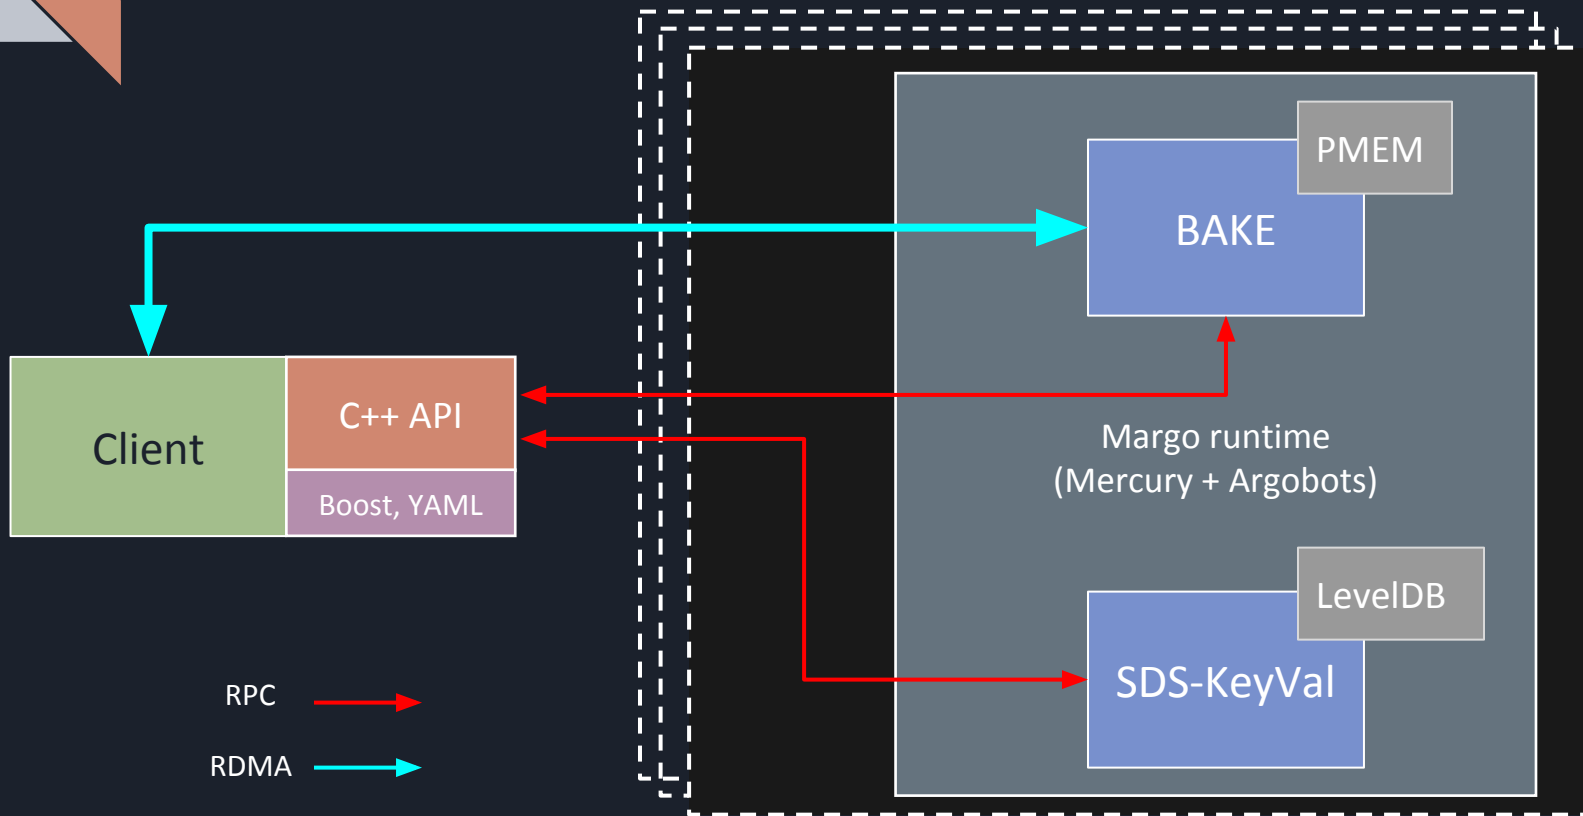 PMEM
BAKE
Client
C++ API
Boost, YAML
Margo runtime
(Mercury + Argobots)
LevelDB
SDS-KeyVal
RPC
RDMA